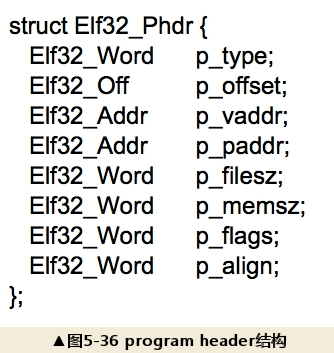 struct Elf32_Phdr {
Elf32_Word p_type;
Elf32_Off p_offset;
Elf32_Addr p_vaddr;
Elf32_Addr p_paddr;
Elf32_Word p_filesz;
Elf32_Word p_memsz;
Elf32_Word p_flags;
Elf32_Word p_align;
};
▲图5-36 program header结构